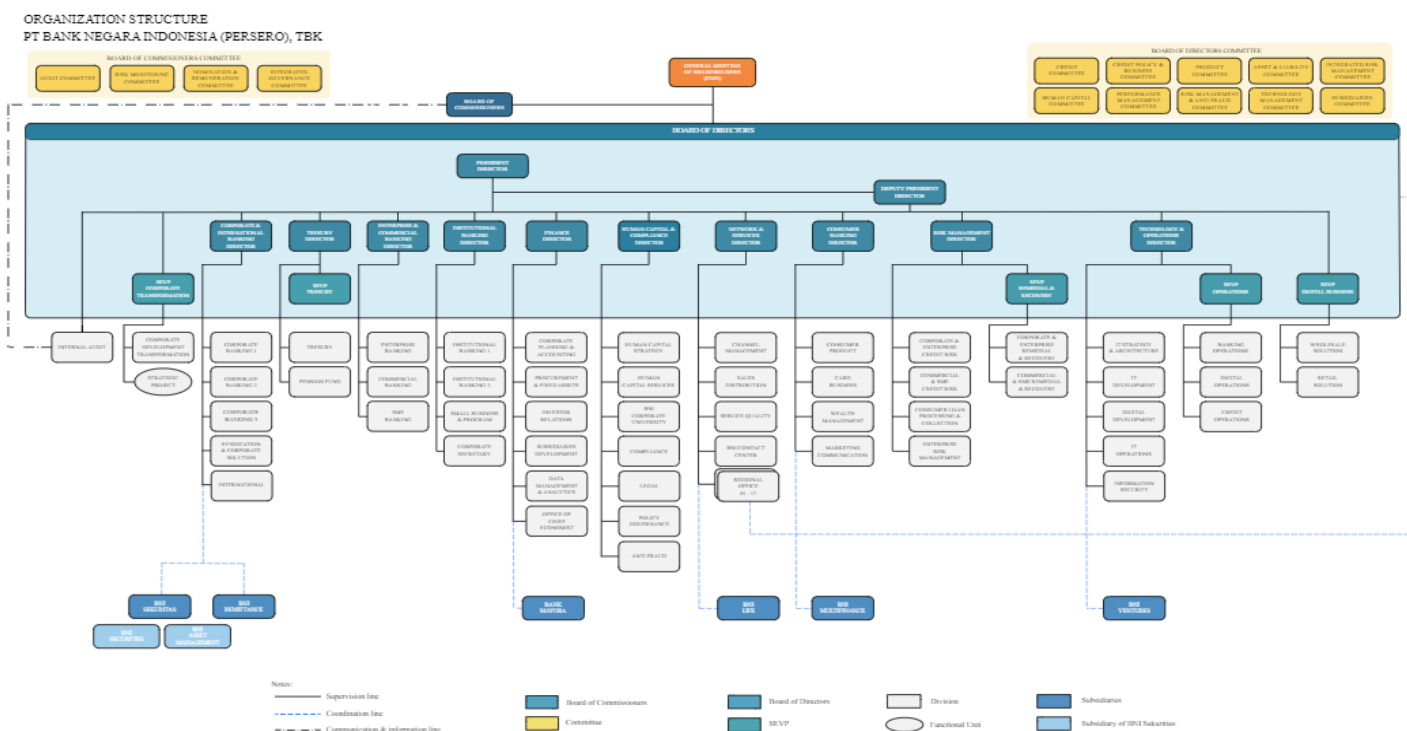 ORGANIZATION STRUCTURE
PT BANK NEGARA INDONESIA (PERSERO), TBK
BOARD OF COMMISIONERS COMMITTEE
AUDIT COMMITTEE
RISK MONITORING
COMMITTEE
NOMINATION &
REMUNERATION
COMMITTEE
INTEGRATED
GOVERNANCE
COMMITTEE
GENERAL MEETING
OF SHAREHOLDERS
(GMS)
BOARD OF DIRECTORS COMMITTEE
CREDIT
COMMITTEE
CREDIT POLICY &
BUSINESS
COMMITTEE
PRODUCT
COMMITTEE
ASSET & LIABILITY
COMMITTEE
INTEGRATED RISK
MANAGEMENT
COMMITTEE
HUMAN CAPITAL
COMMITTEE
PERFORMANCE
MANAGEMENT
COMMITTEE
RISK MANAGEMENT
& ANTI FRAUD
COMMITTEE
TECHNOLOGY
MANAGEMENT
COMMITTEE
SUBSIDIARIES
COMMITTEE
BOARD OF
COMMISSIONERS
BOARD OF DIRECTORS
PRESIDENT
DIRECTOR
DEPUTY PRESIDENT
DIRECTOR
CORPORATE &
INTERNATIONAL
BANKING
DIRECTOR
TRESURY
DIRECTOR
ENTERPRISE &
COMMERCIAL
BANKING DIRECTOR
INSTITUTIONAL
BANKING
DIRECTOR
FINANCE
DIRECTOR
HUMAN CAPITAL &
COMPLIANCE
DIRECTOR
NETWORK &
SERVICES
DIRECTOR
CONSUMER
BANKING
DIRECTOR
RISK MANAGEMENT
DIRECTOR
TECHNOLOGY &
OPERATIONS
DIRECTOR
SEVP
CORPORATE
TRANSFORMATION
SEVP
TRESURY
SEVP
REMEDIAL &
RECOVERY
SEVP
OPERATIONS
SEVP
DIGITAL BUSINESS
INTERNAL AUDIT
CORPORATE
DEVELOPMENT
TRANSFORMATION
CORPORATE
BANKING 1
TRESURY
ENTERPRISE
BANKING
INSTITUTIONAL
BANKING 1
CORPORATE
PLANNING &
ACCOUNTING
HUMAN CAPITAL
STRATEGY
CHANNEL
MANAGEMENT
CONSUMER
PRODUCT
CORPORATE &
ENTERPRISE
CREDIT RISK
CORPORATE &
ENTERPRISE
REMEDIAL
& RECOVERY
IT STRATEGY
& ARCHITECTURE
BANKING
OPERATIONS
WHOLESALE
SOLUTION
STRATEGIC
PROJECT
CORPORATE
BANKING 2
PENSION FUND
COMMERCIAL
BANKING
INSTITUTIONAL
BANKING 2
PROCUREMENT
& FIXED ASSETS
HUMAN
CAPITAL SERVICES
SALES
DISTRIBUTION
CARD
BUSINESS
COMMERCIAL
& SME
CREDIT RISK
COMMERCIAL
& SME REMEDIAL
& RECOVERY
IT
DEVELOPMENT
DIGITAL
OPERATIONS
RETAIL
SOLUTION
CORPORATE
BANKING 3
SME
BANKING
SMALL BUSINESS
& PROGRAM
INVESTOR
RELATIONS
BNI
CORPORATE
UNIVERSITY
SERVICE QUALITY
WEALTH
MANAGEMENT
CONSUMER LOAN
PROCESSING &
COLLECTION
DIGITAL
DEVELOPMENT
CREDIT
OPERATIONS
SYNDICATION
& CORPORATE
SOLUTION
CORPORATE
SECRETARY
SUBSIDIARIES
DEVELOPMENT
COMPLIANCE
BNI CONTACT
CENTER
MARKETING
COMMUNICATION
ENTERPRISE
RISK
MANAGEMENT
IT
OPERATIONS
INTERNATIONAL
DATA
MANAGEMENT
& ANALYTICS
LEGAL
REGIONAL
OFFICE
01 - 17
INFORMATION
SECURITY
OFFICE OF
CHIEF
ECONOMIST
POLICY
GOVERNANCE
ANTI FRAUD
BNI
SEKURITAS
BNI
REMITTANCE
BANK
MAYORA
BNI
LIFE
BNI
MULTIFINANCE
BNI
VENTURES
BNI
SECURITIES
BNI
ASSET
MANAGEMENT
Notes:
Supervision line
Coordination line
Communication & information line
Board of Commissioners
Committee
Board of Directors
SEVP
Division
Functional Unit
Subsidiaries
Subsidiary of BNI Sekuritas